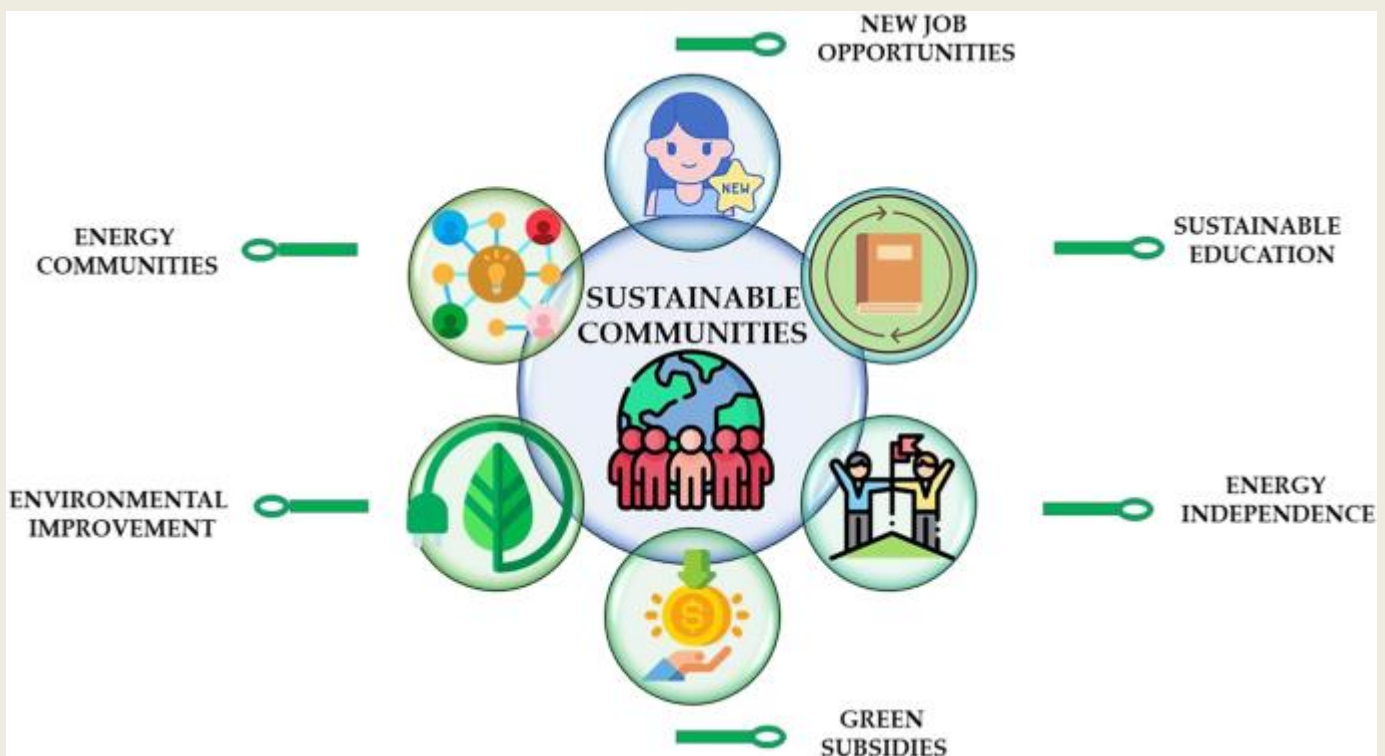 NEW JOB
OPPORTUNITIES
NEW
SUSTAINABLE
EDUCATION
ENERGY
COMMUNITIES
SUSTAINABLE
COMMUNITIES
ENERGY
INDEPENDENCE
ENVIRONMENTAL
IMPROVEMENT
$
GREEN
SUBSIDIES